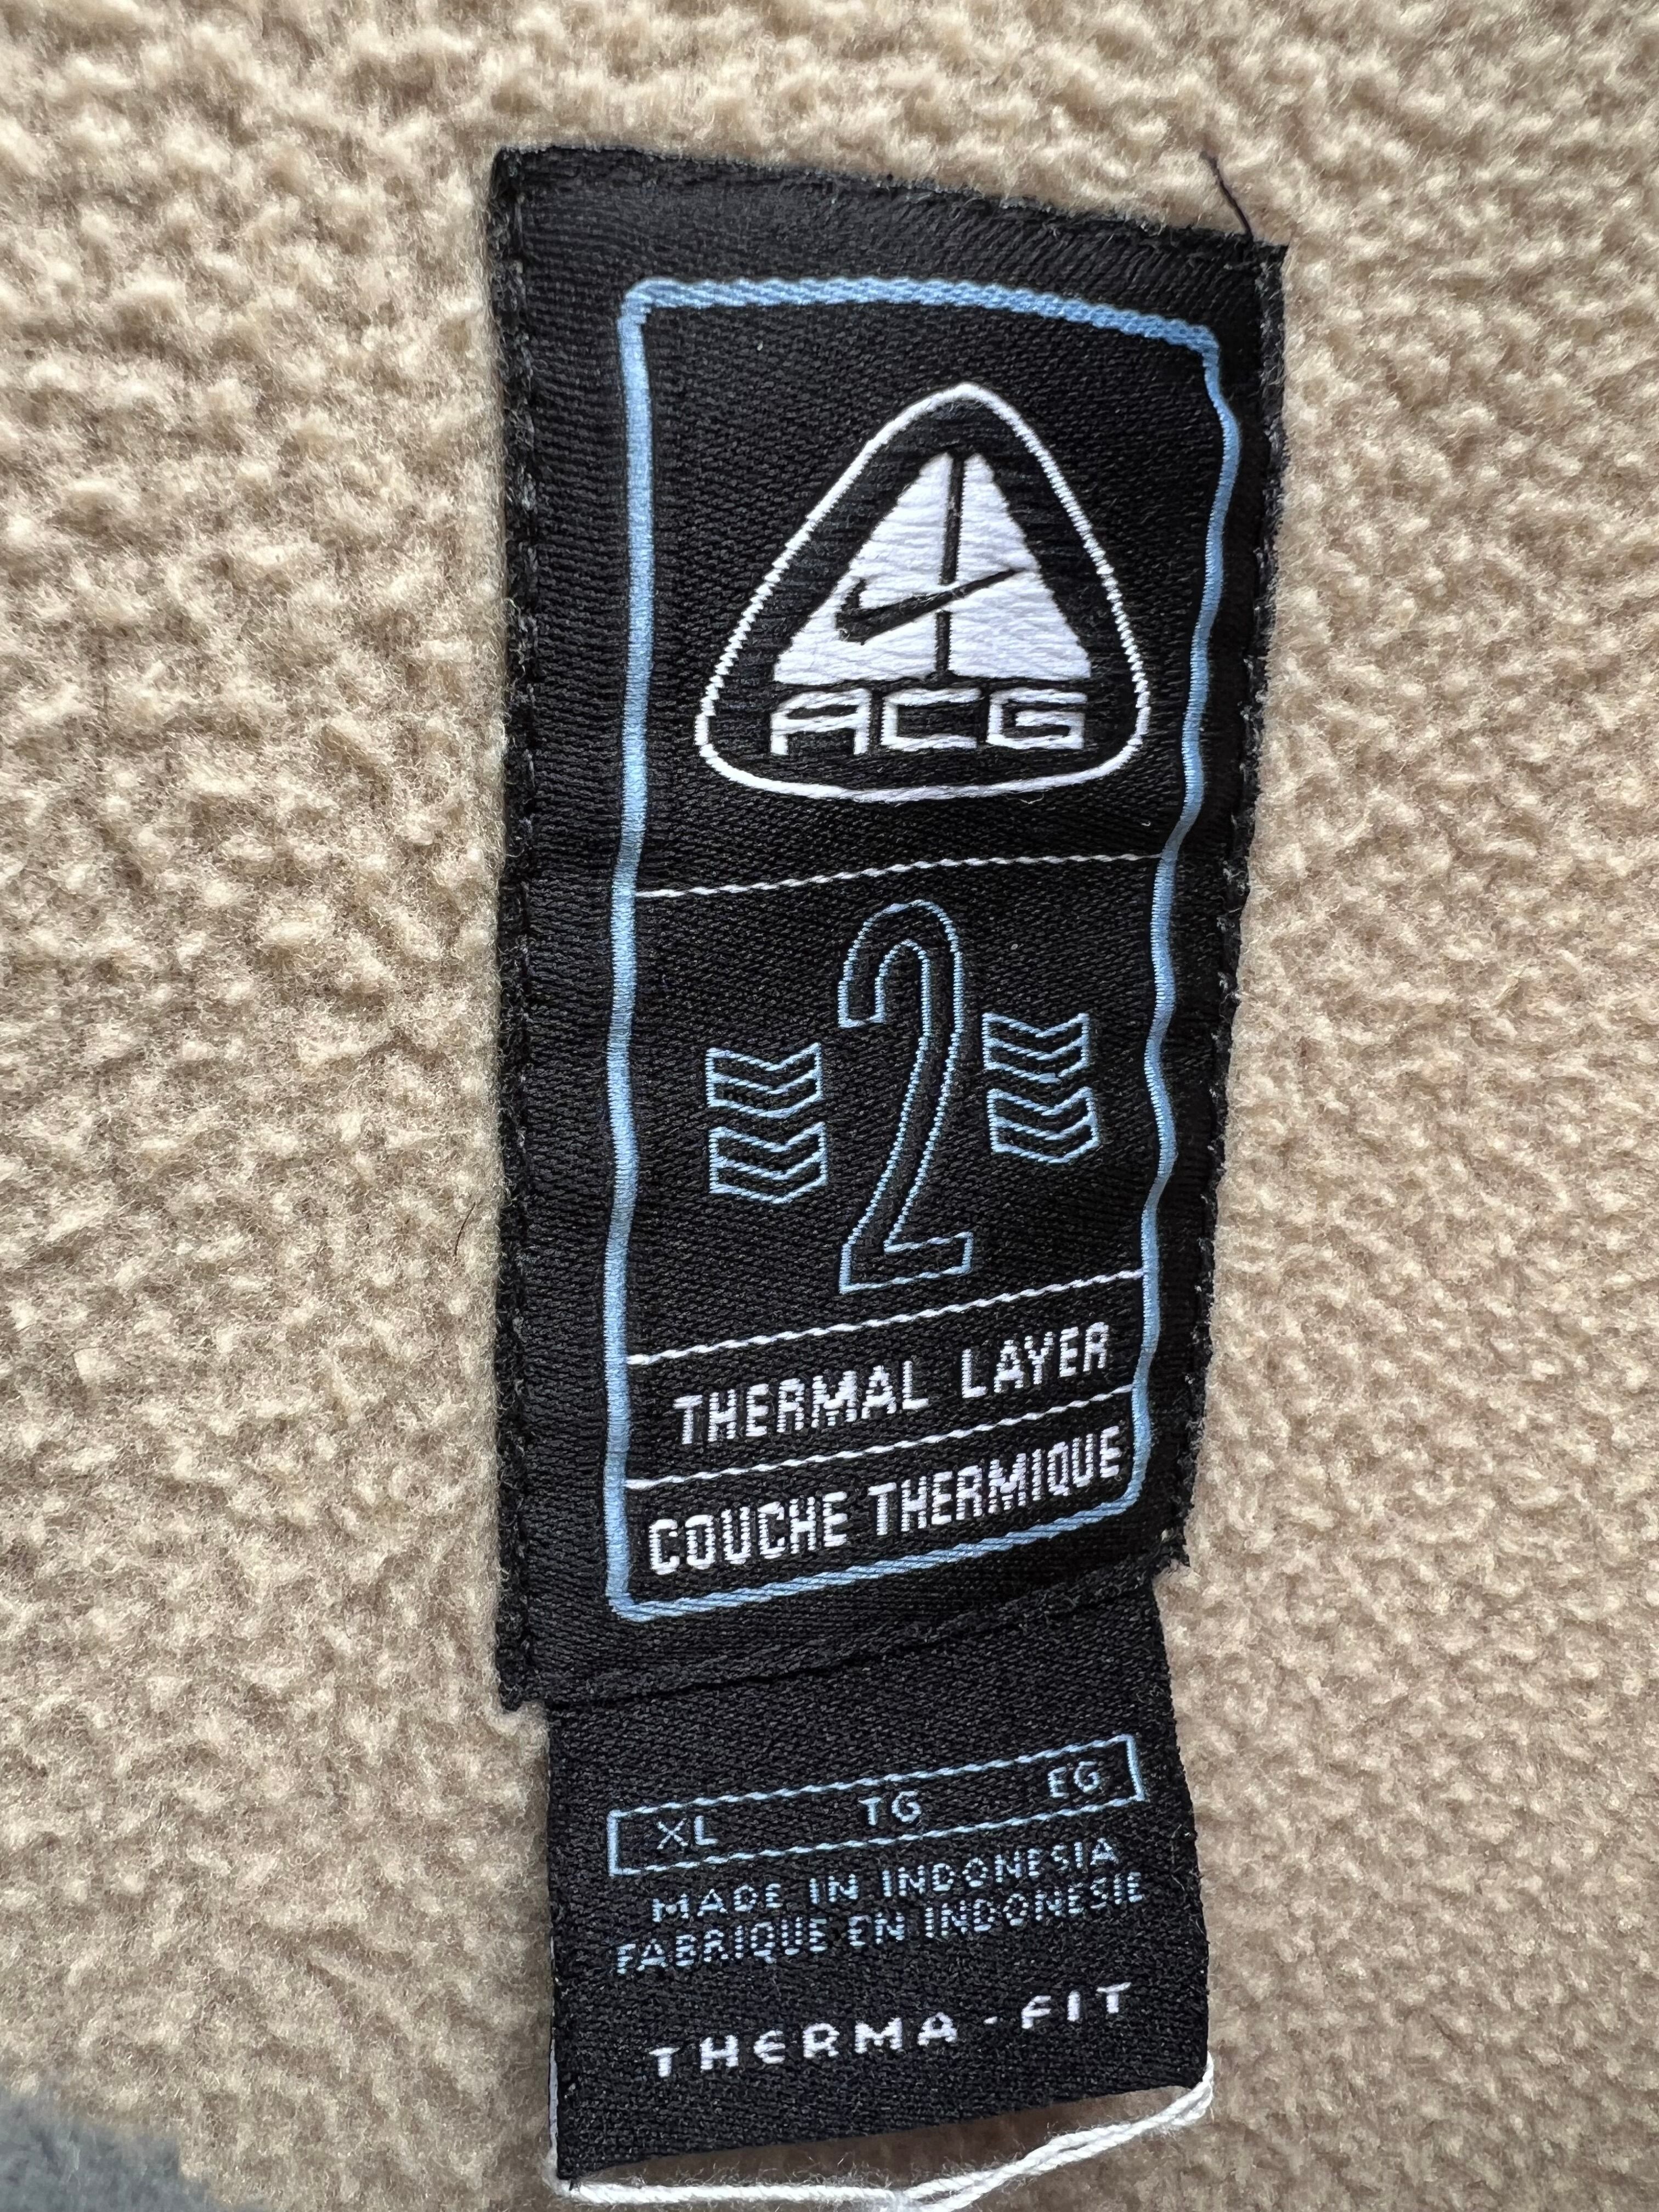 ACG
2
THERMAL LAYER
COUCHE THERMIQUE
XL TG EG
MADE IN INDONESIA
FABRIQUE EN INDONESIE
THERMA-FIT